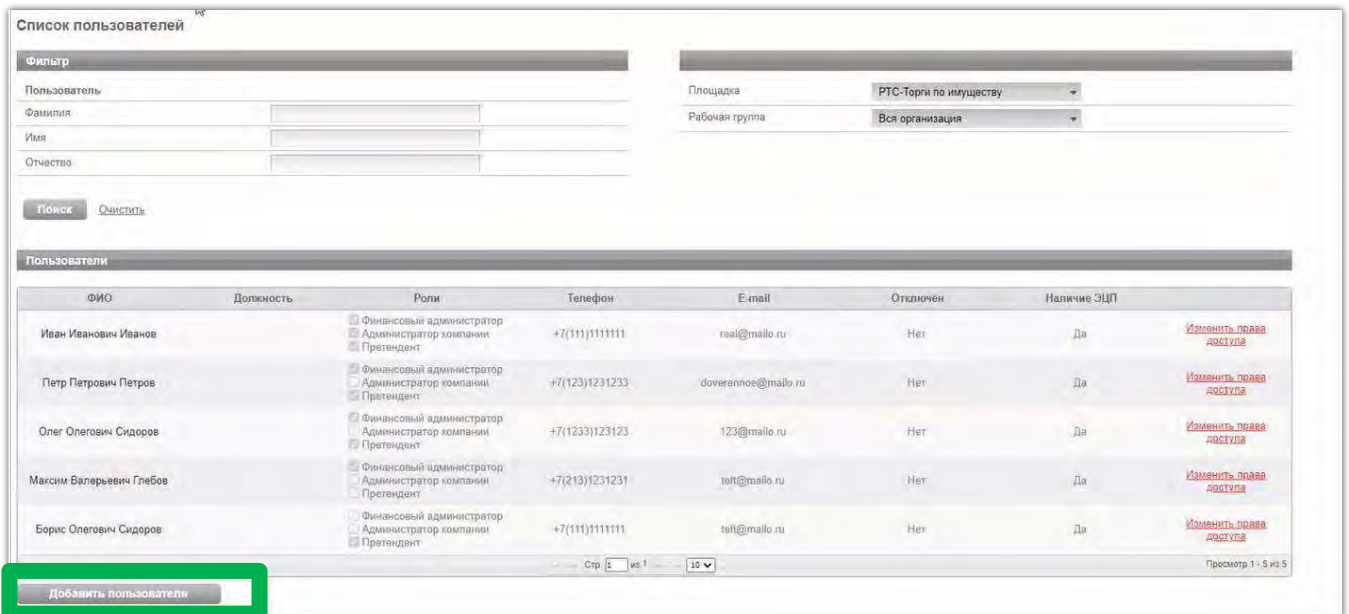 Список пользователей
Фильтр
Пользователь
Фамилия
Имя
Отчество
Площадка РТС-Торги по имуществу
Рабочая группа Вся организация
Поиск Очистить
Пользователи
ФИО Должность Роли Телефон E-mail Отключен Наличие ЭЦП
Иван Иванович Иванов Финансовый администратор +7(111)1111111 real@mailo.ru Нет Да Изменить права
Администратор компании доступа
Претендент
Петр Петрович Петров Финансовый администратор +7(123)1231233 doverennoe@mailo.ru Нет Да Изменить права
Администратор компании доступа
Претендент
Олег Олегович Сидоров Финансовый администратор +7(1233)123123 123@mailo.ru Нет Да Изменить права
Администратор компании доступа
Претендент
Максим Валерьевич Глебов Финансовый администратор +7(213)1231231 teft@mailo.ru Нет Да Изменить права
Администратор компании доступа
Претендент
Борис Олегович Сидоров Финансовый администратор +7(111)1111111 teft@mailo.ru Нет Да Изменить права
Администратор компании доступа
Претендент
Стр. 1 из 1 10 Просмотр 1 - 5 из 5
Добавить пользователя